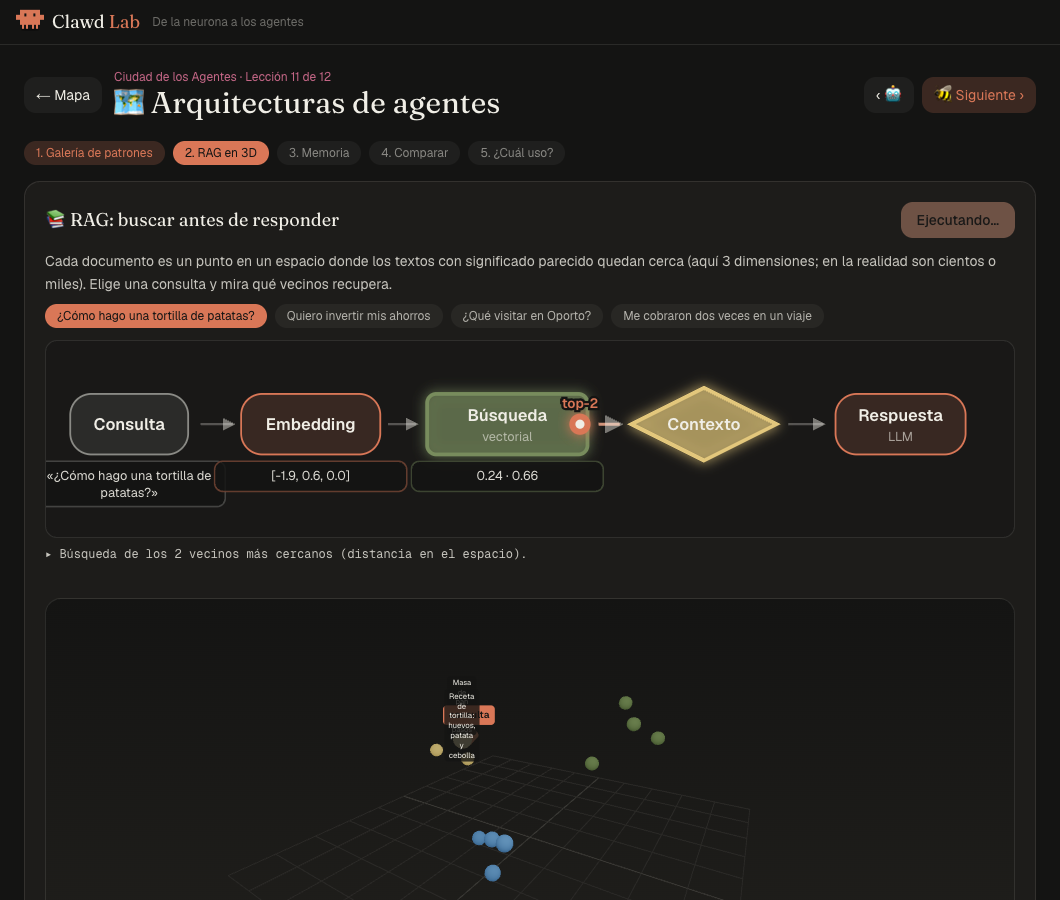 Clawd Lab De la neurona a los agentes
Ciudad de los Agentes · Lección 11 de 12
← Mapa
Arquitecturas de agentes
‹
Siguiente ›
1. Galería de patrones
2. RAG en 3D
3. Memoria
4. Comparar
5. ¿Cuál uso?
RAG: buscar antes de responder
Ejecutando…
Cada documento es un punto en un espacio donde los textos con significado parecido quedan cerca (aquí 3 dimensiones; en la realidad son cientos o
miles). Elige una consulta y mira qué vecinos recupera.
¿Cómo hago una tortilla de patatas?
Quiero invertir mis ahorros
¿Qué visitar en Oporto?
Me cobraron dos veces en un viaje
Consulta
Embedding
Búsqueda
vectorial
top-2
Contexto
Respuesta
LLM
«¿Cómo hago una tortilla de
patatas?»
[-1.9, 0.6, 0.0]
0.24 · 0.66
▸ Búsqueda de los 2 vecinos más cercanos (distancia en el espacio).
Masa
Receta
de
tortilla:
huevos,
patata
y
cebolla